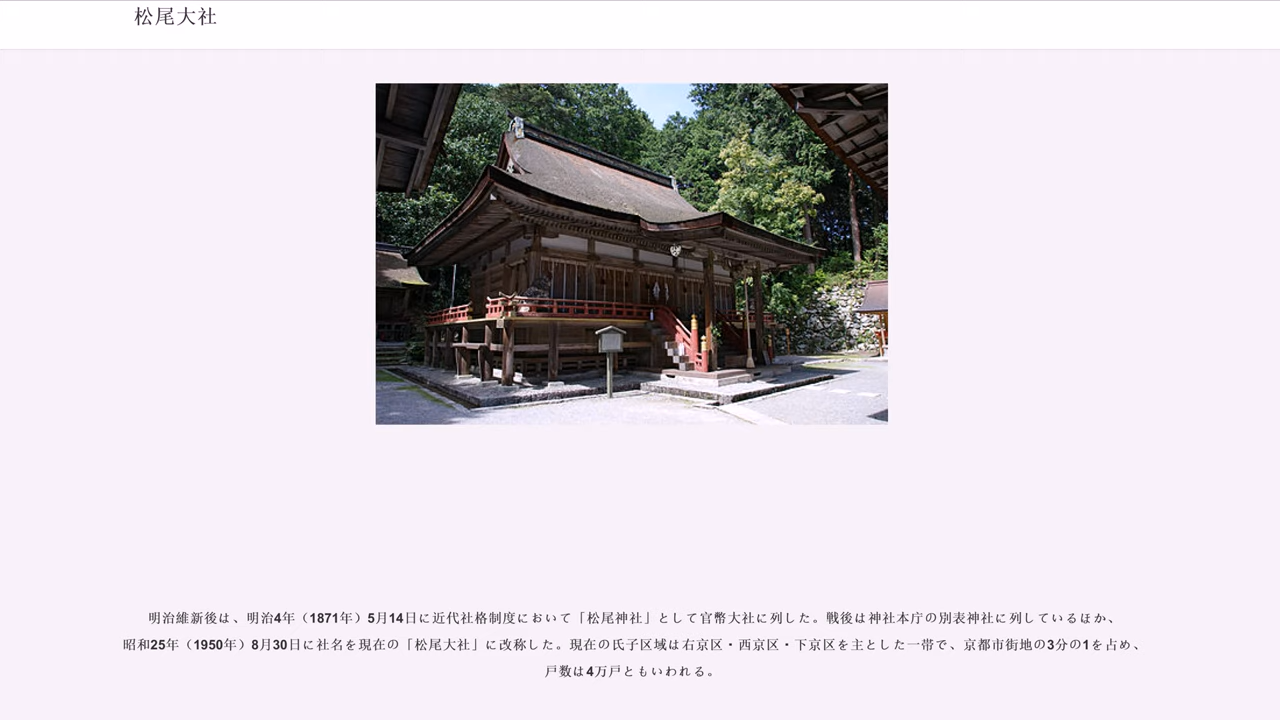 松尾大社
明治維新後は、明治4年（1871年）5月14日に近代社格制度において「松尾神社」として官幣大社に列した。戦後は神社本庁の別表神社に列しているほか、
昭和25年（1950年）8月30日に社名を現在の「松尾大社」に改称した。現在の氏子区域は右京区・西京区・下京区を主とした一帯で、京都市街地の3分の1を占め、
戸数は4万戸ともいわれる。